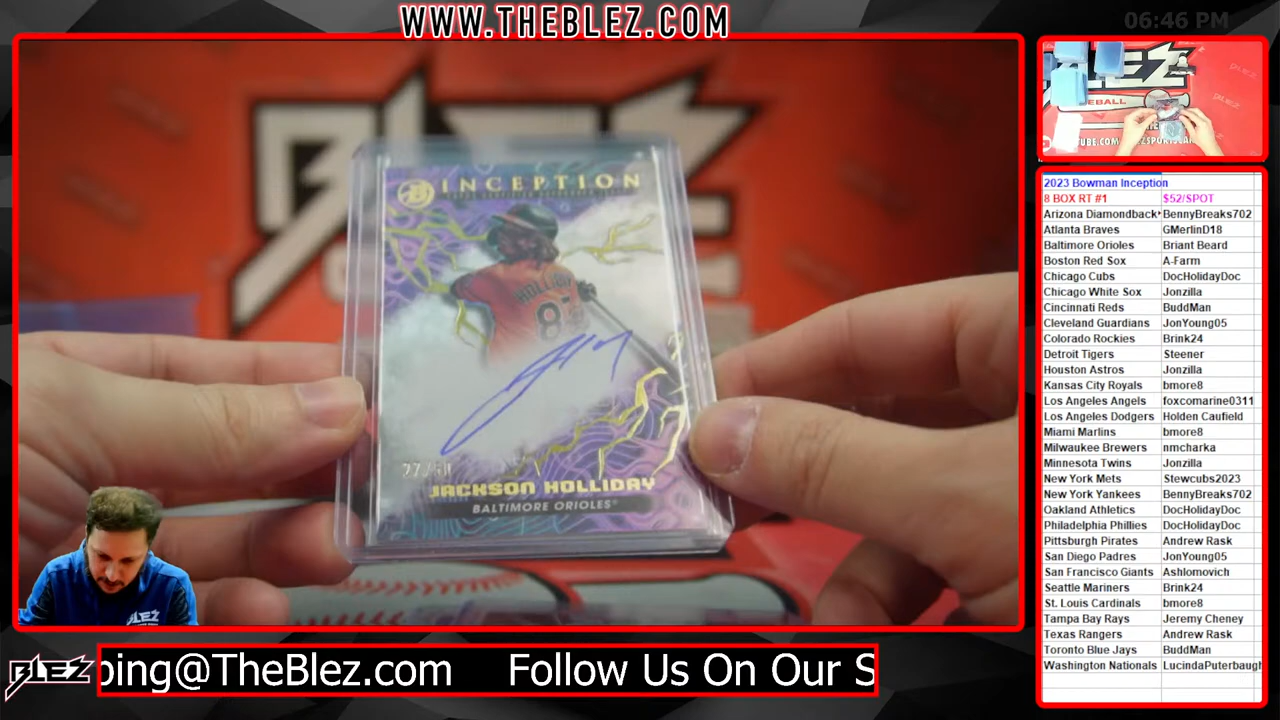 WWW.THEBLEZ.COM
06:46 PM
BLEZ
INCEPTION
HOLLIDAY
87
JACKSON HOLLIDAY
BALTIMORE ORIOLES
BLEZ
BLEZ
2023 Bowman Inception
8 BOX RT #1 $52/SPOT
Arizona Diamondback BennyBreaks702
Atlanta Braves GMerlinD18
Baltimore Orioles Briant Beard
Boston Red Sox A-Farm
Chicago Cubs DocHolidayDoc
Chicago White Sox Jonzilla
Cincinnati Reds BuddMan
Cleveland Guardians JonYoung05
Colorado Rockies Brink24
Detroit Tigers Steener
Houston Astros Jonzilla
Kansas City Royals bmore8
Los Angeles Angels foxcomarine0311
Los Angeles Dodgers Holden Caufield
Miami Marlins bmore8
Milwaukee Brewers nmcharka
Minnesota Twins Jonzilla
New York Mets Stewcubs2023
New York Yankees BennyBreaks702
Oakland Athletics DocHolidayDoc
Philadelphia Phillies DocHolidayDoc
Pittsburgh Pirates Andrew Rask
San Diego Padres JonYoung05
San Francisco Giants Ashlomovich
Seattle Mariners Brink24
St. Louis Cardinals bmore8
Tampa Bay Rays Jeremy Cheney
Texas Rangers Andrew Rask
Toronto Blue Jays BuddMan
Washington Nationals LucindaPuterbaugh
BLEZ
ping@TheBlez.com Follow Us On Our S